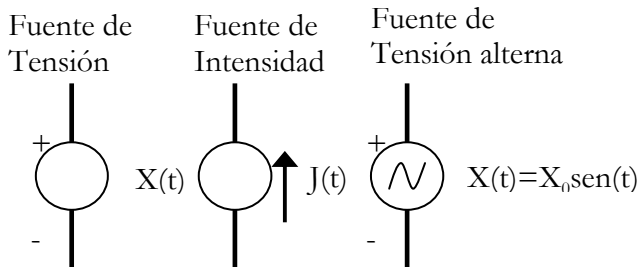 Fuente de
Tensión
Fuente de
Intensidad
Fuente de
Tensión alterna
+
X(t)
-
J(t)
+
X(t)=X₀sen(t)
-